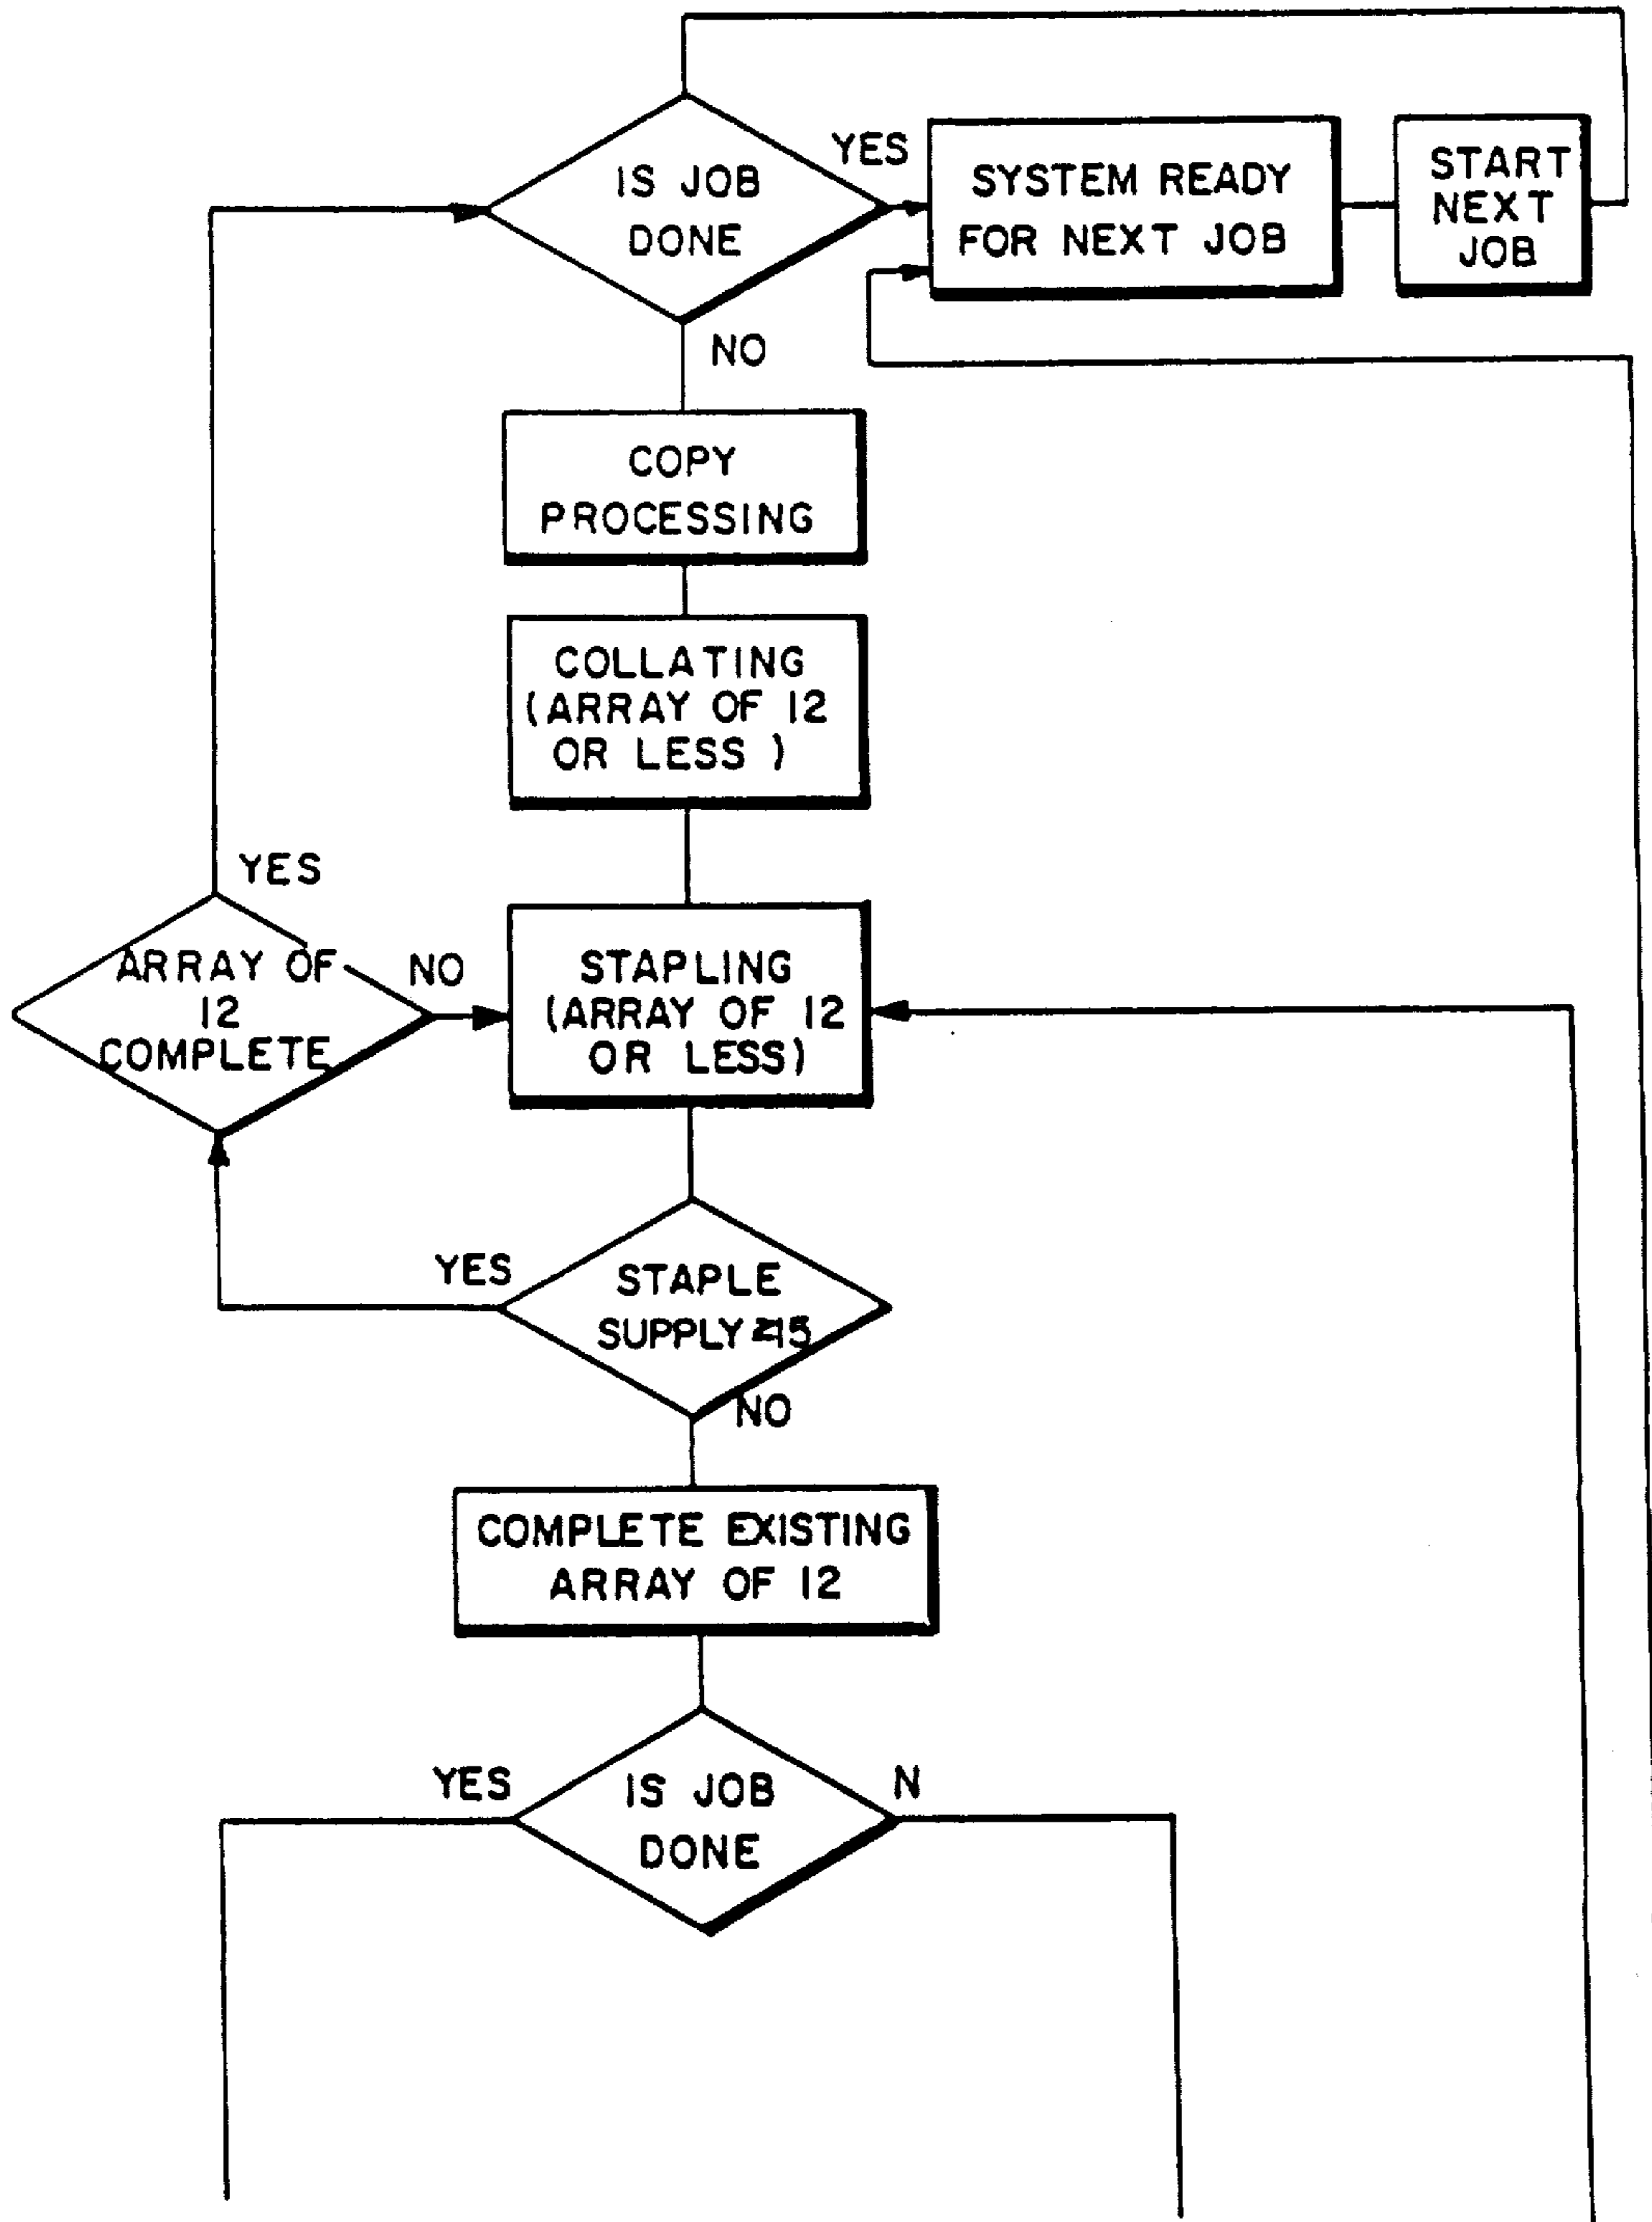 IS JOB
DONE
YES
SYSTEM READY
FOR NEXT JOB
START
NEXT
JOB
NO
COPY
PROCESSING
COLLATING
(ARRAY OF 12
OR LESS )
YES
ARRAY OF
12
COMPLETE
NO
STAPLING
(ARRAY OF 12
OR LESS)
YES
STAPLE
SUPPLY ≥15
NO
COMPLETE EXISTING
ARRAY OF 12
YES
IS JOB
DONE
N